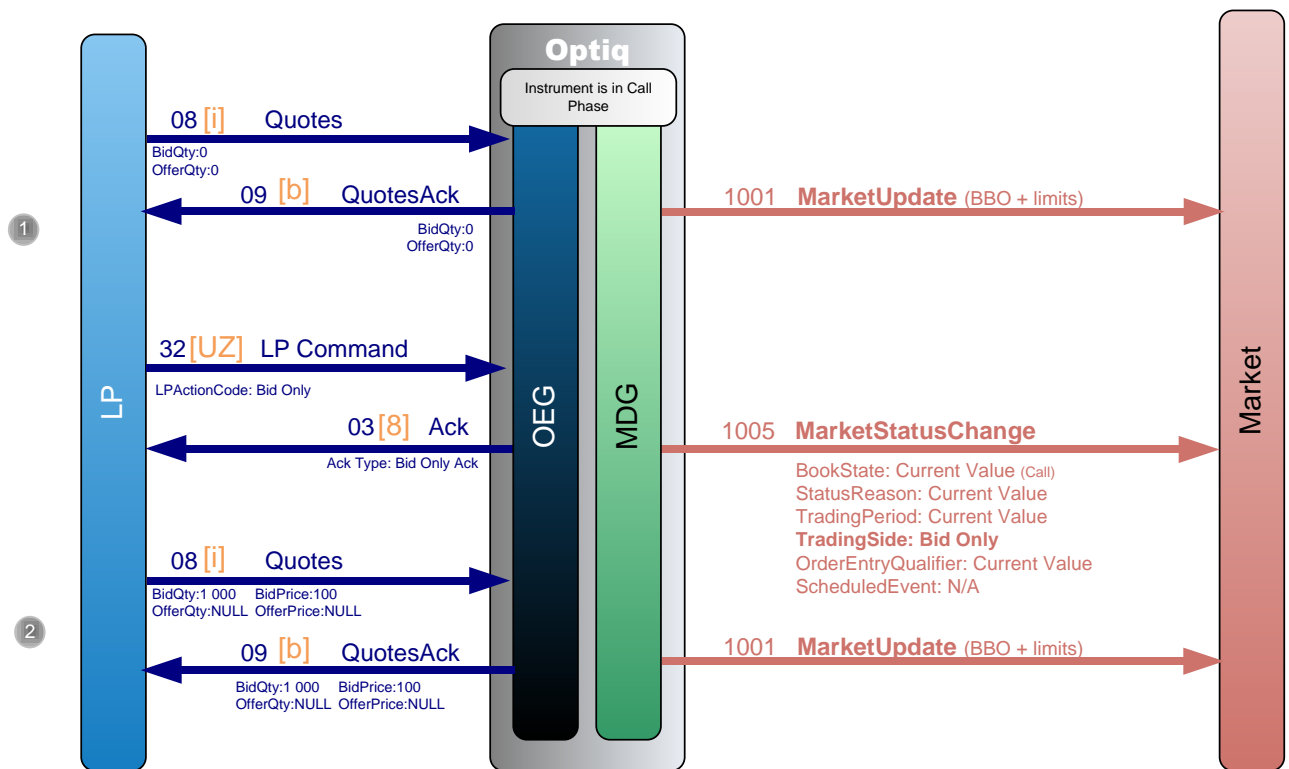 Optiq
Instrument is in Call
Phase
08 [i] Quotes
BidQty:0
OfferQty:0
09 [b] QuotesAck
BidQty:0
OfferQty:0
1001 MarketUpdate (BBO + limits)
1
32 [UZ] LP Command
LPActionCode: Bid Only
03 [8] Ack
Ack Type: Bid Only Ack
1005 MarketStatusChange
BookState: Current Value (Call)
StatusReason: Current Value
TradingPeriod: Current Value
TradingSide: Bid Only
OrderEntryQualifier: Current Value
ScheduledEvent: N/A
LP
OEG
MDG
Market
08 [i] Quotes
BidQty:1 000 BidPrice:100
OfferQty:NULL OfferPrice:NULL
2
09 [b] QuotesAck
BidQty:1 000 BidPrice:100
OfferQty:NULL OfferPrice:NULL
1001 MarketUpdate (BBO + limits)